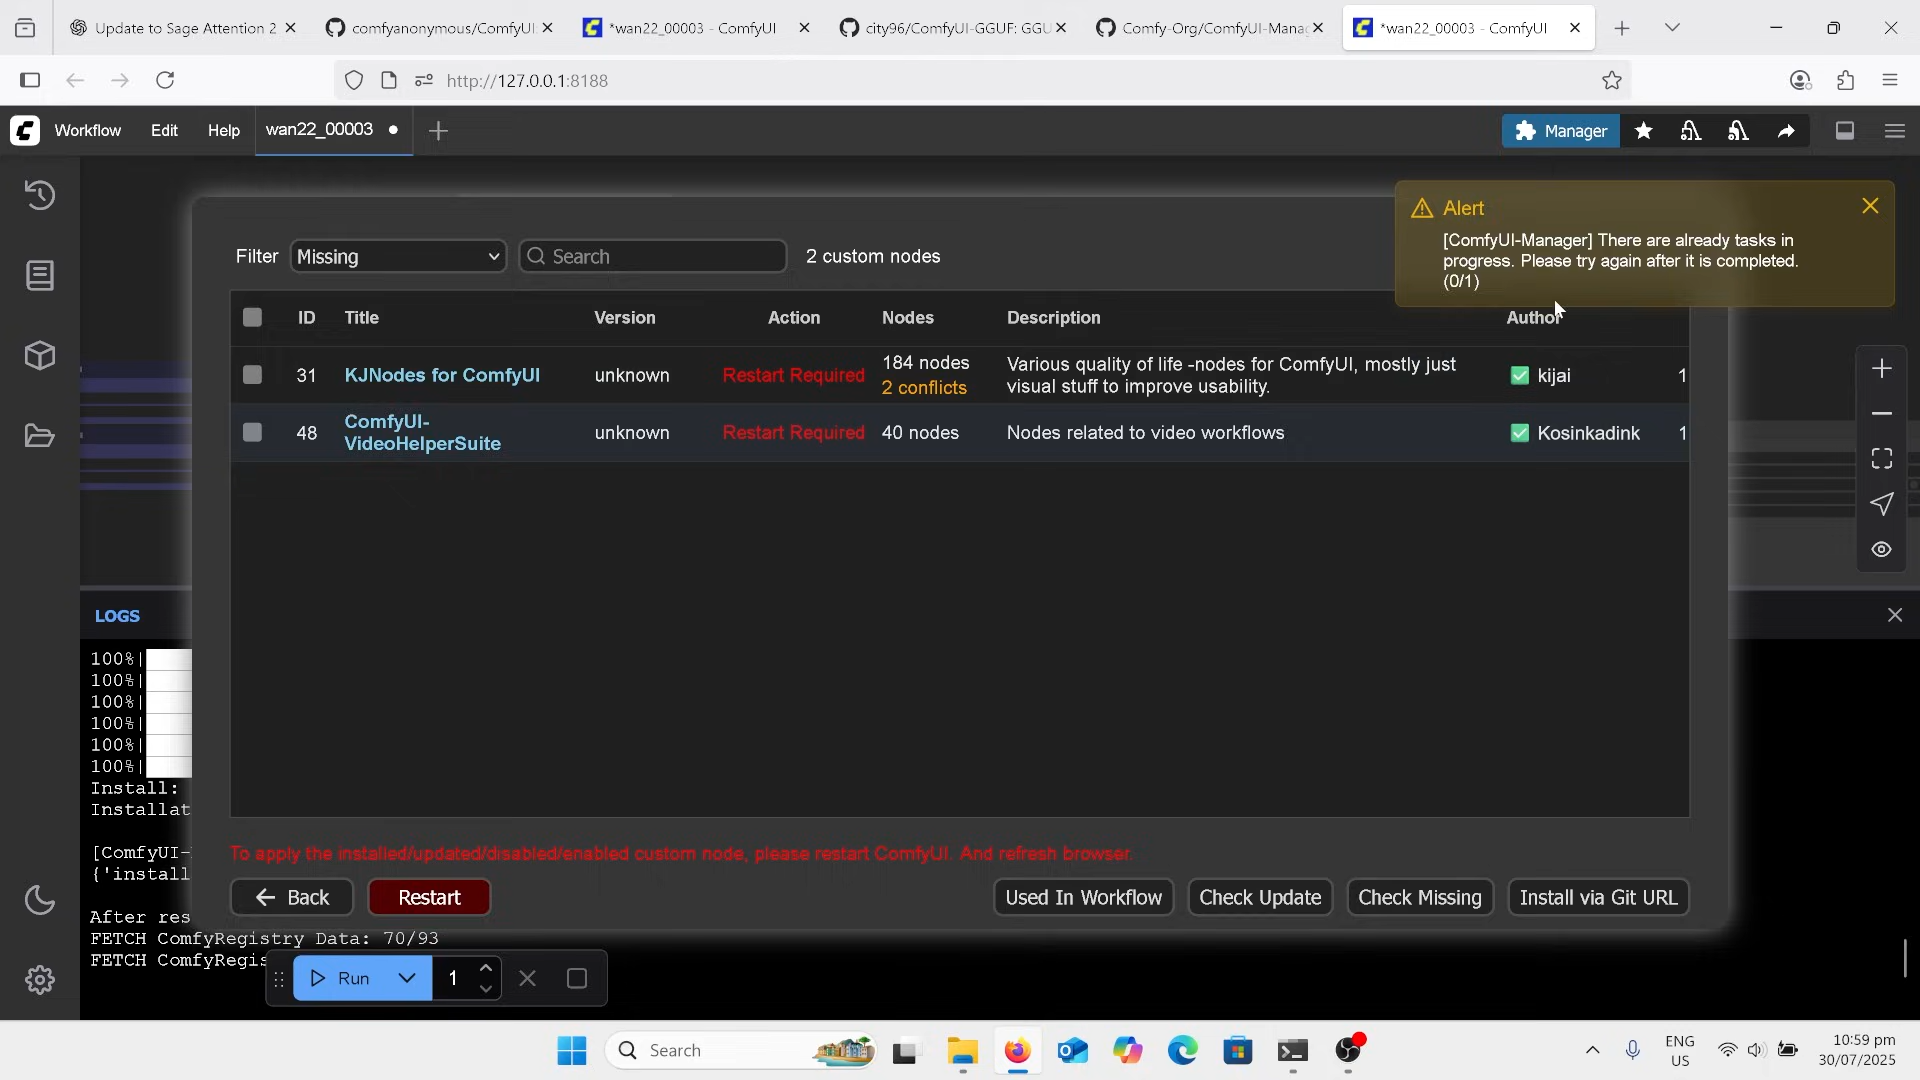 Update to Sage Attention 2
comfyanonymous/ComfyUI
*wan22_00003 - ComfyUI
city96/ComfyUI-GGUF: GGU
Comfy-Org/ComfyUI-Manag
*wan22_00003 - ComfyUI
http://127.0.0.1:8188
Workflow
Edit
Help
wan22_00003
Manager
Alert
[ComfyUI-Manager] There are already tasks in
progress. Please try again after it is completed.
(0/1)
Filter
Missing
Search
2 custom nodes
ID
Title
Version
Action
Nodes
Description
Author
31
KJNodes for ComfyUI
unknown
Restart Required
184 nodes
2 conflicts
Various quality of life -nodes for ComfyUI, mostly just
visual stuff to improve usability.
kijai
1
48
ComfyUI-
VideoHelperSuite
unknown
Restart Required
40 nodes
Nodes related to video workflows
Kosinkadink
1
LOGS
100%|
100%|
100%|
100%|
100%|
100%|
Install:
Installat
[ComfyUI-
{'install
After res
FETCH ComfyRegistry Data: 70/93
FETCH ComfyRegis
To apply the installed/updated/disabled/enabled custom node, please restart ComfyUI. And refresh browser.
Back
Restart
Used In Workflow
Check Update
Check Missing
Install via Git URL
Run
1
Search
ENG
US
10:59 pm
30/07/2025